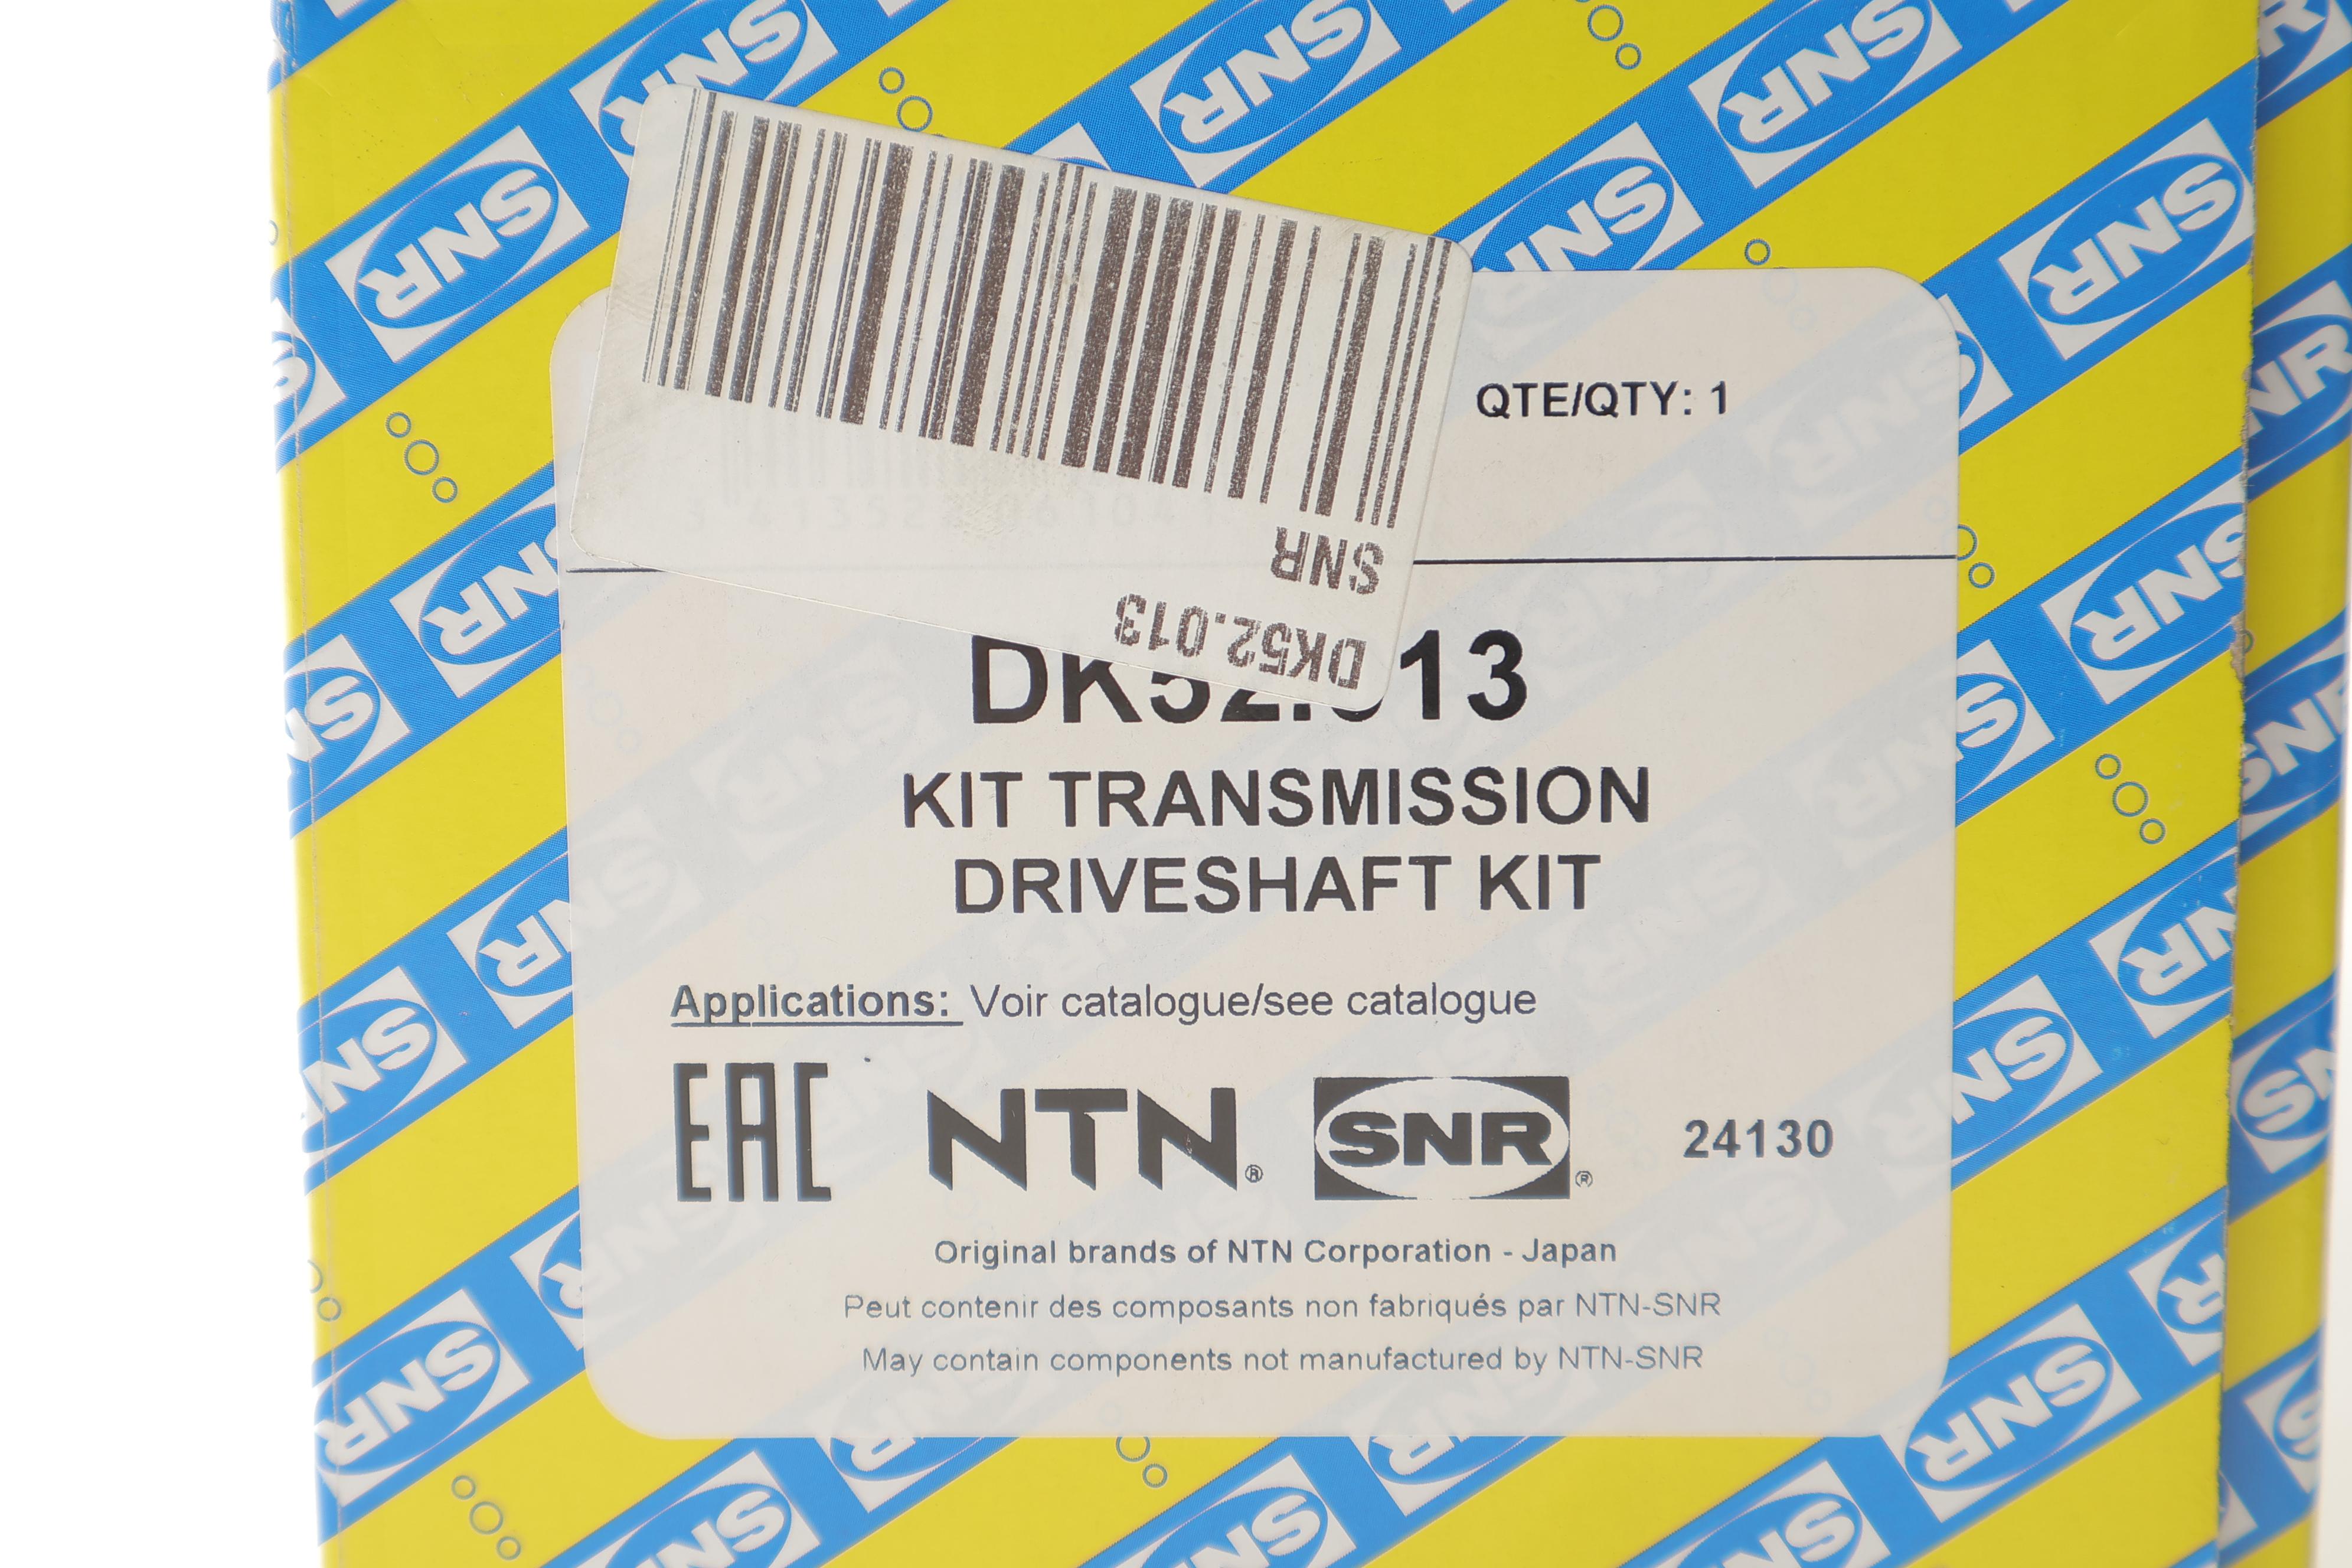 QTE/QTY: 1
SNR
DK52.013
DK52.013
KIT TRANSMISSION
DRIVESHAFT KIT
Applications: Voir catalogue/see catalogue
EAC NTN® SNR® 24130
Original brands of NTN Corporation - Japan
Peut contenir des composants non fabriqués par NTN-SNR
May contain components not manufactured by NTN-SNR